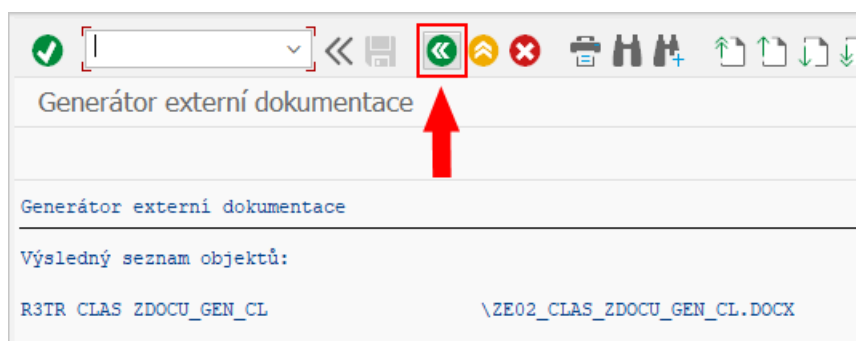 Generátor externí dokumentace
Generátor externí dokumentace
Výsledný seznam objektů:
R3TR CLAS ZDOCU_GEN_CL \ZE02_CLAS_ZDOCU_GEN_CL.DOCX